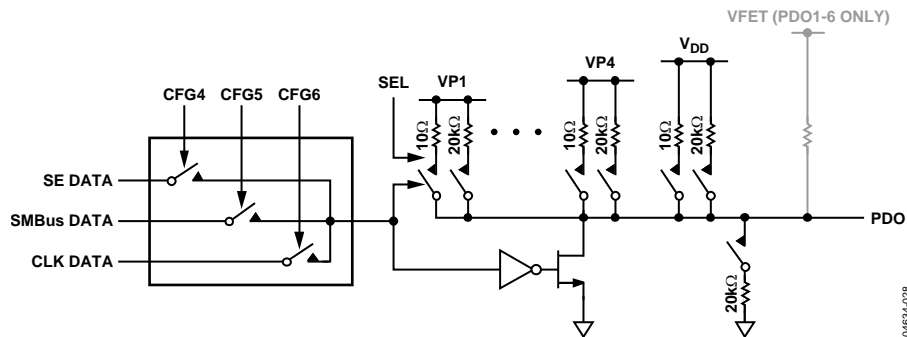 VFET (PDO1-6 ONLY)
CFG4 CFG5 CFG6 SEL VP1 VP4 VDD
10Ω 20kΩ 10Ω 20kΩ 10Ω 20kΩ
SE DATA
SMBus DATA
CLK DATA
PDO
20kΩ
04634-028